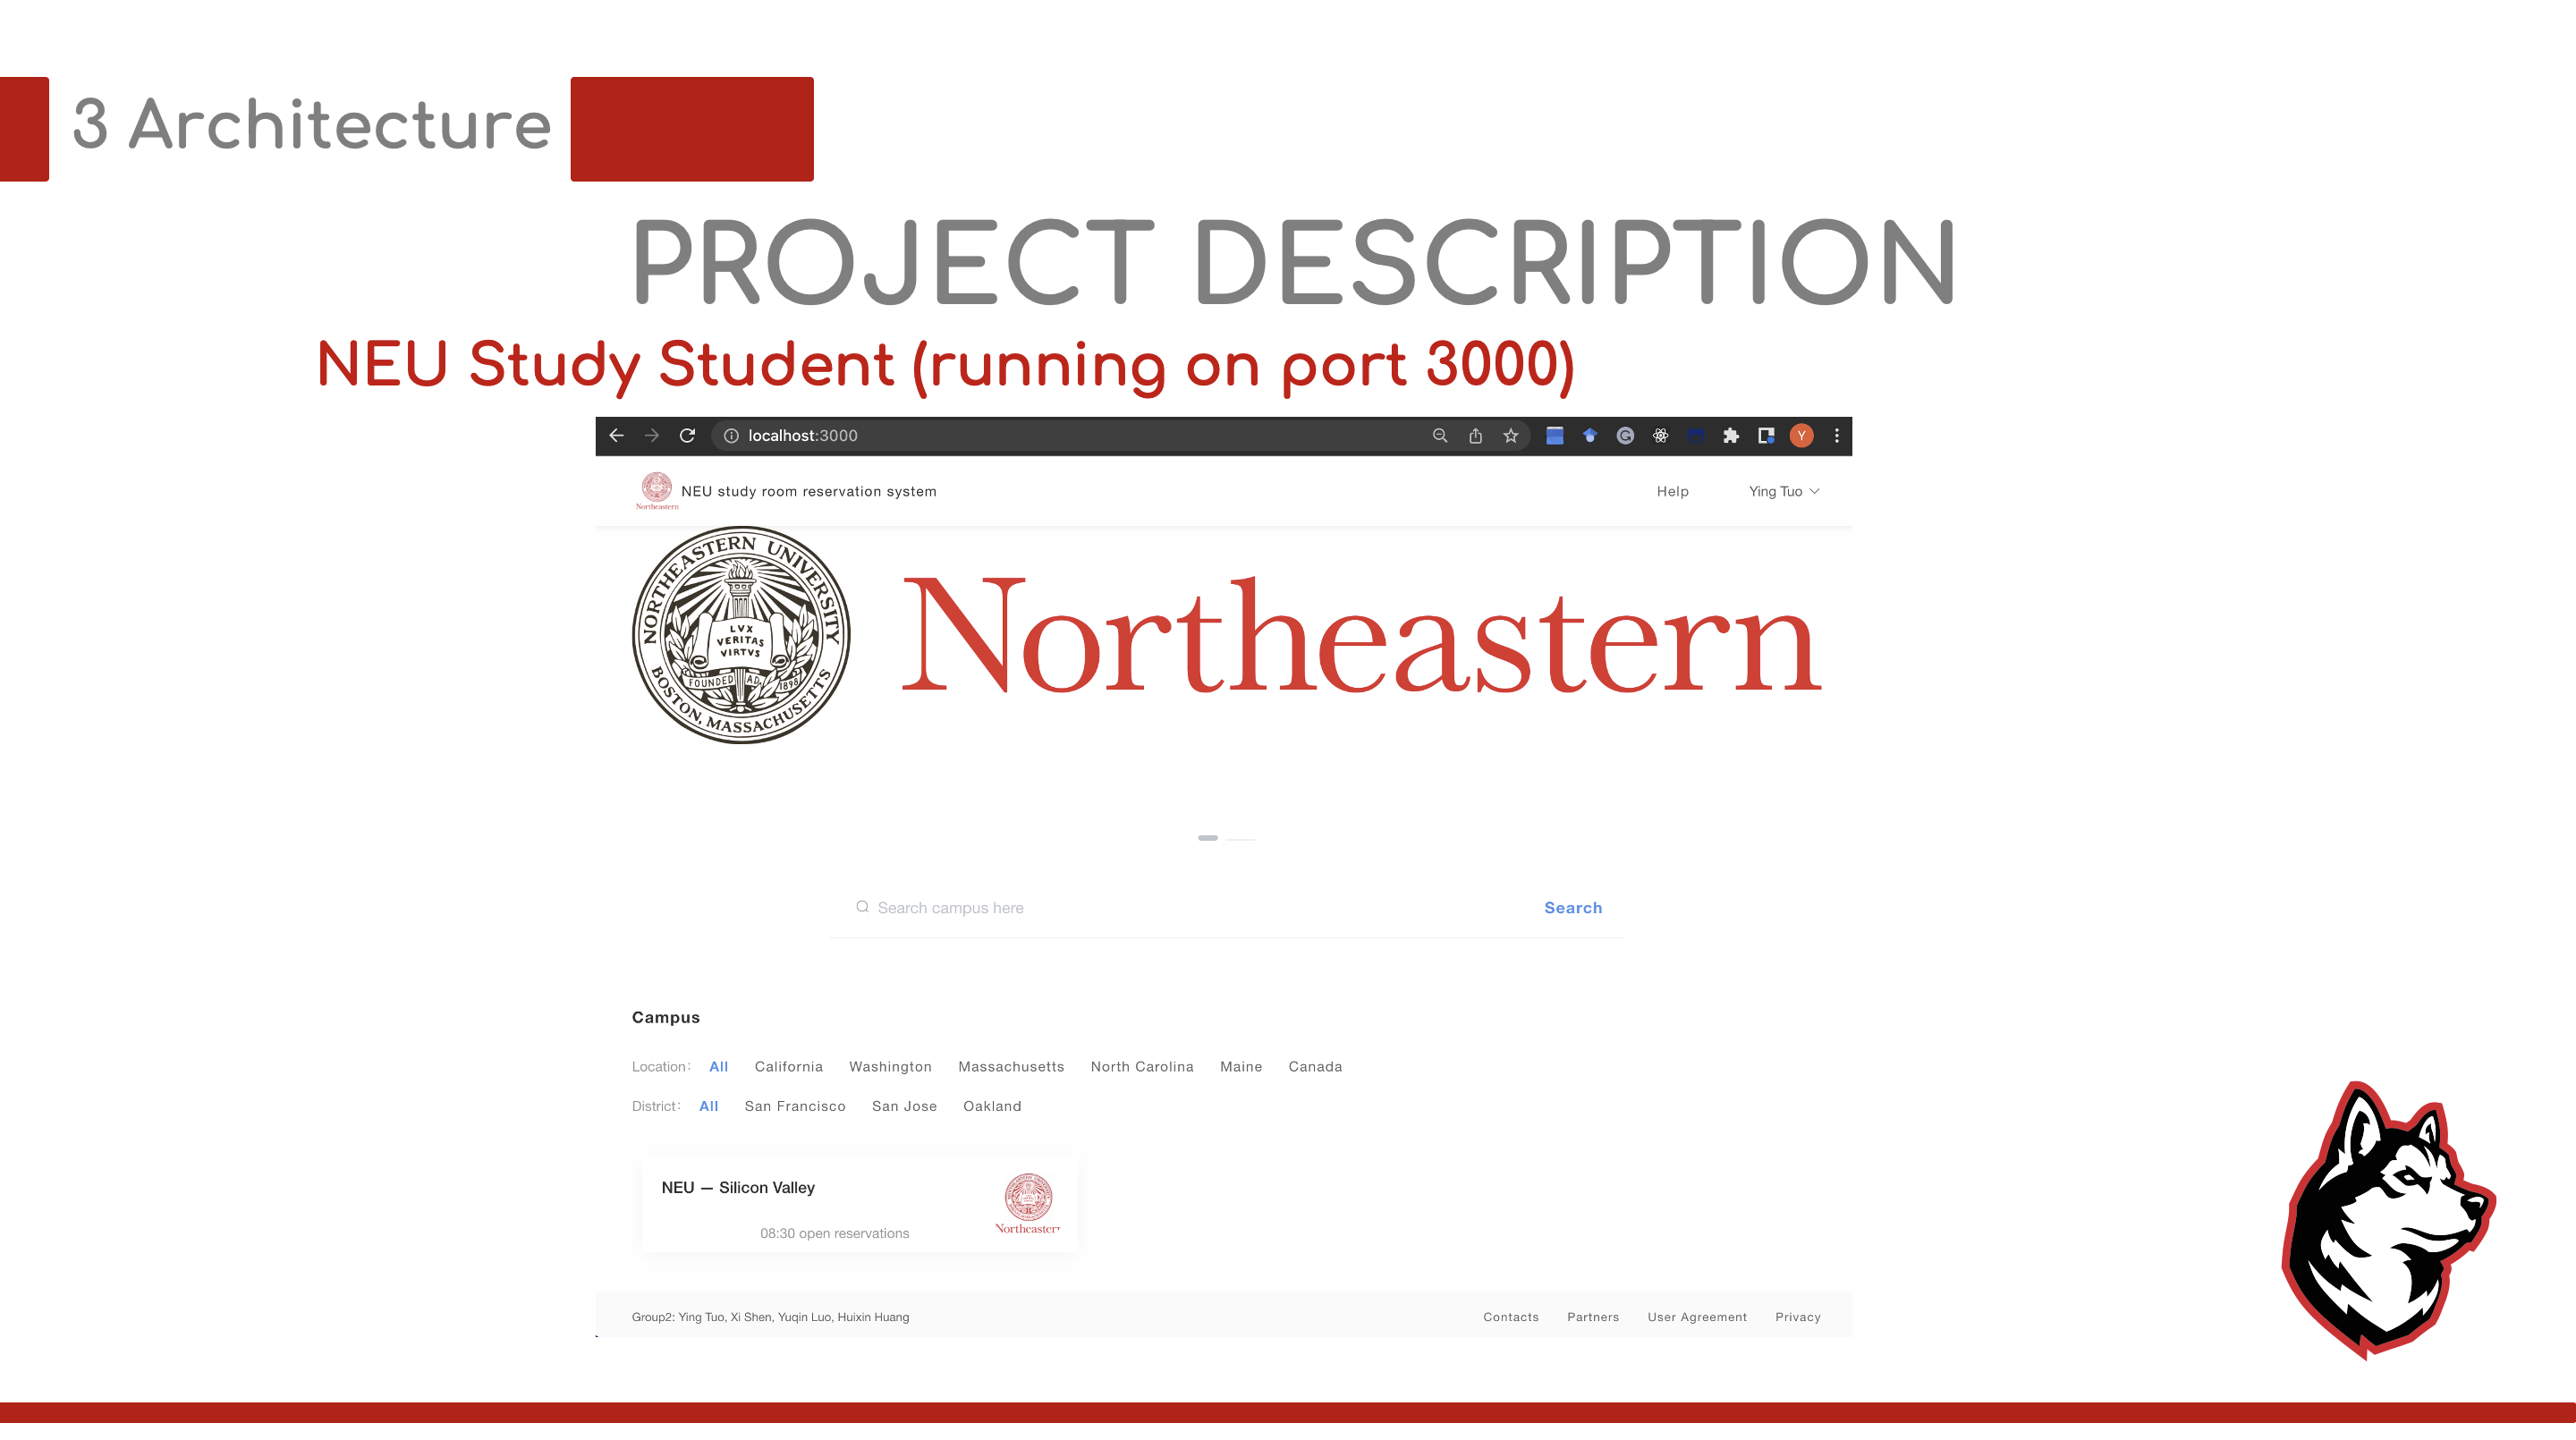 3 Architecture
PROJECT DESCRIPTION
NEU Study Student (running on port 3000)
localhost:3000
Y
Northeastern
NEU study room reservation system
Help
Ying Tuo
NORTHEASTERN UNIVERSITY
LVX
VERITAS
VIRTVS
FOUNDED A.D. 1898
BOSTON, MASSACHUSETTS
Northeastern
Search campus here
Search
Campus
Location: All California Washington Massachusetts North Carolina Maine Canada
District: All San Francisco San Jose Oakland
NEU — Silicon Valley
08:30 open reservations
Group2: Ying Tuo, Xi Shen, Yuqin Luo, Huixin Huang
Contacts Partners User Agreement Privacy